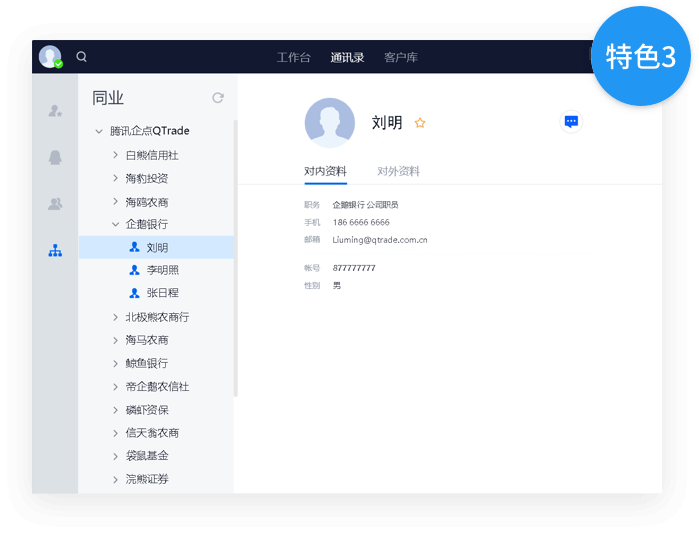 特色3
工作台 通讯录 客户库
同业
腾讯企点QTrade
白熊信用社
海豹投资
海鸥农商
企鹅银行
刘明
李明照
张日程
北极熊农商行
海马农商
鲸鱼银行
帝企鹅农信社
磷虾资保
信天翁农商
袋鼠基金
浣熊证券
刘明
对内资料 对外资料
职务 企鹅银行 公司职员
手机 186 6666 6666
邮箱 Liuming@qtrade.com.cn
帐号 877777777
性别 男